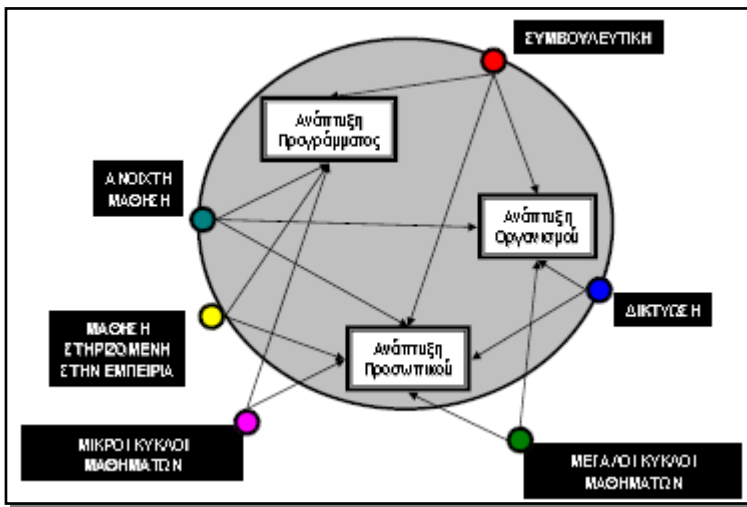 ΣΥΜΒΟΥΛΕΥΤΙΚΗ
Ανάπτυξη
Προγράμματος
ΑΝΟΙΧΤΗ
ΜΑΘΗΣΗ
Ανάπτυξη
Οργανισμού
ΔΙΚΤΥΩΣΗ
ΜΑΘΗΣΗ
ΣΤΗΡΙΖΟΜΕΝΗ
ΣΤΗΝ ΕΜΠΕΙΡΙΑ
Ανάπτυξη
Προσωπικού
ΜΙΚΡΟΙ ΚΥΚΛΟΙ
ΜΑΘΗΜΑΤΩΝ
ΜΕΓΑΛΟΙ ΚΥΚΛΟΙ
ΜΑΘΗΜΑΤΩΝ